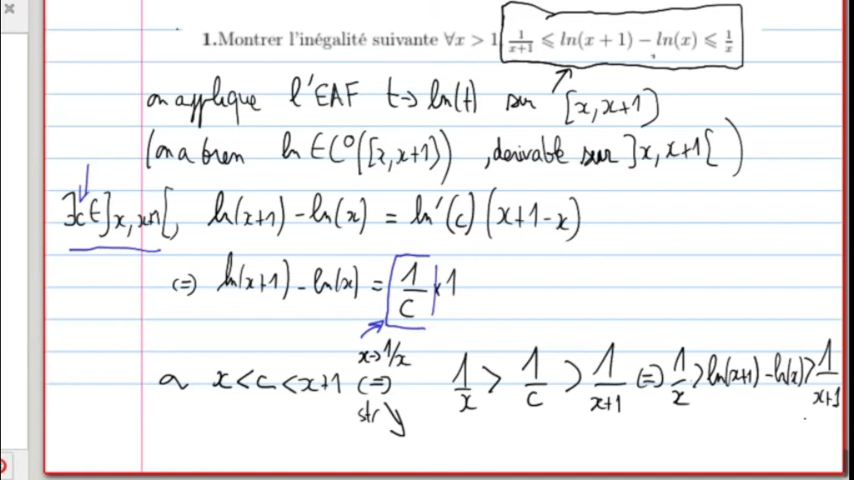 1.Montrer l'inégalité suivante ∀x > 1 1/(x+1) ⩽ ln(x + 1) − ln(x) ⩽ 1/x
on applique l'EAF t→ ln(t) sur [x, x+1]
(on a bien ln ∈ C⁰([x, x+1]) , derivable sur ]x, x+1[ )
∃c∈]x, x+1[, ln(x+1) - ln(x) = ln'(c) (x+1-x)
(=) ln(x+1) - ln(x) = 1/c × 1
x→1/x
or x < c < x+1 (=) 1/x > 1/c > 1/(x+1) (=) 1/x > ln(x+1) - ln(x) > 1/(x+1)
str ↘